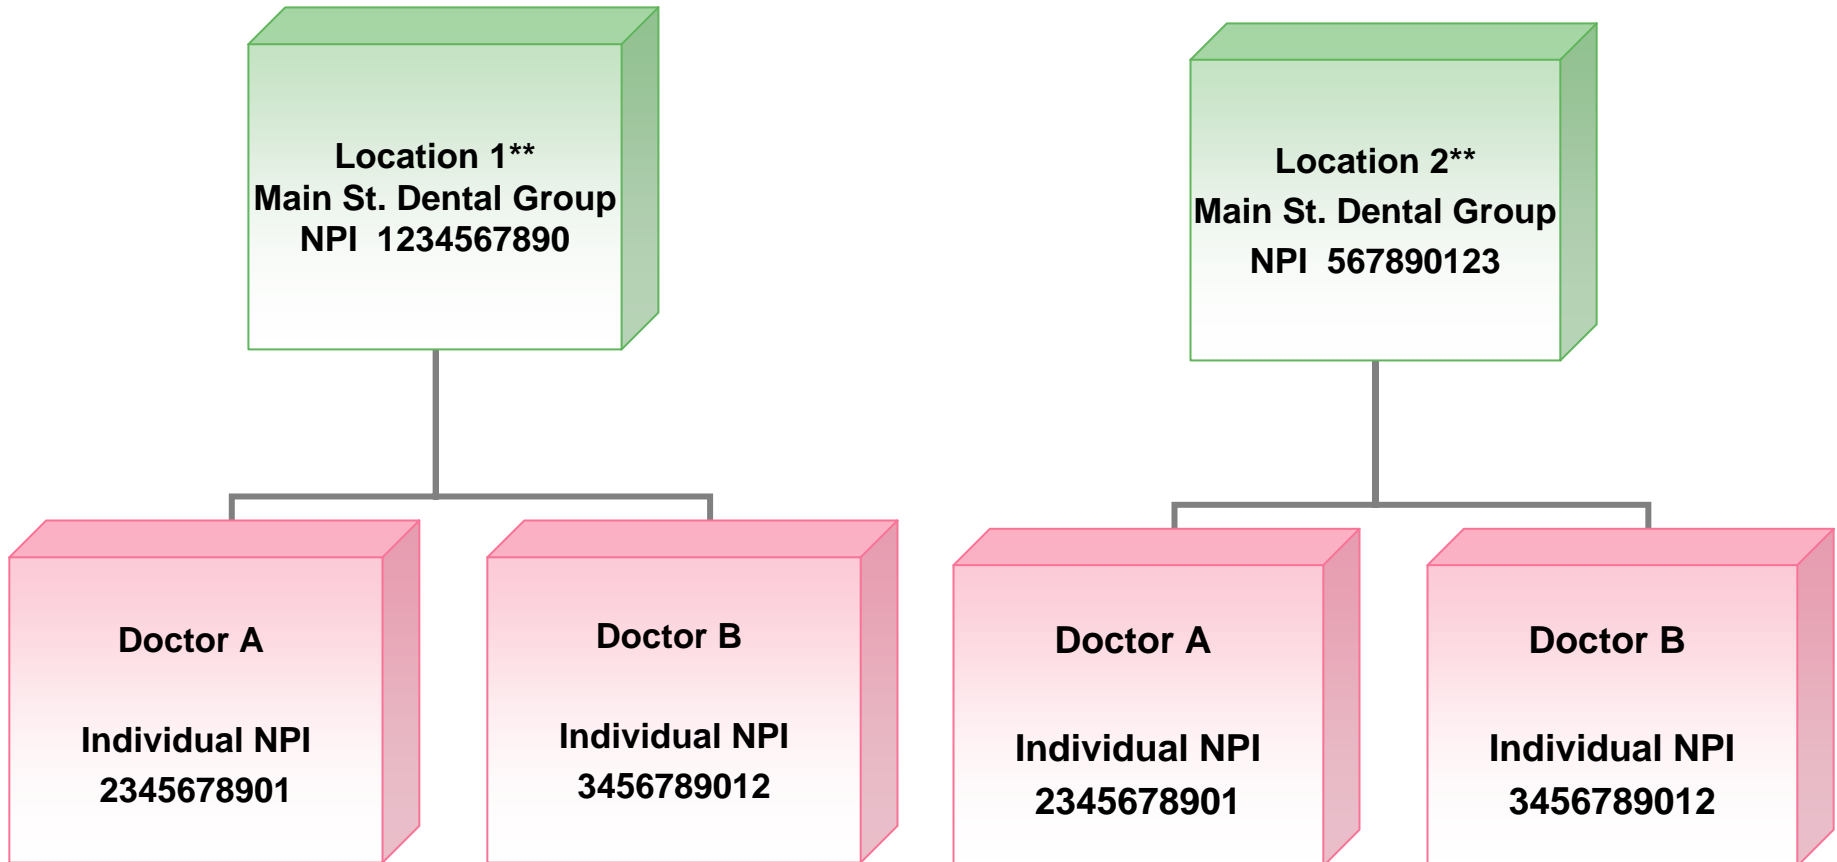 Location 1**
Main St. Dental Group
NPI  1234567890
Location 2**
Main St. Dental Group
NPI  567890123
Doctor A
Individual NPI
2345678901
Doctor B
Individual NPI
3456789012
Doctor A
Individual NPI
2345678901
Doctor B
Individual NPI
3456789012